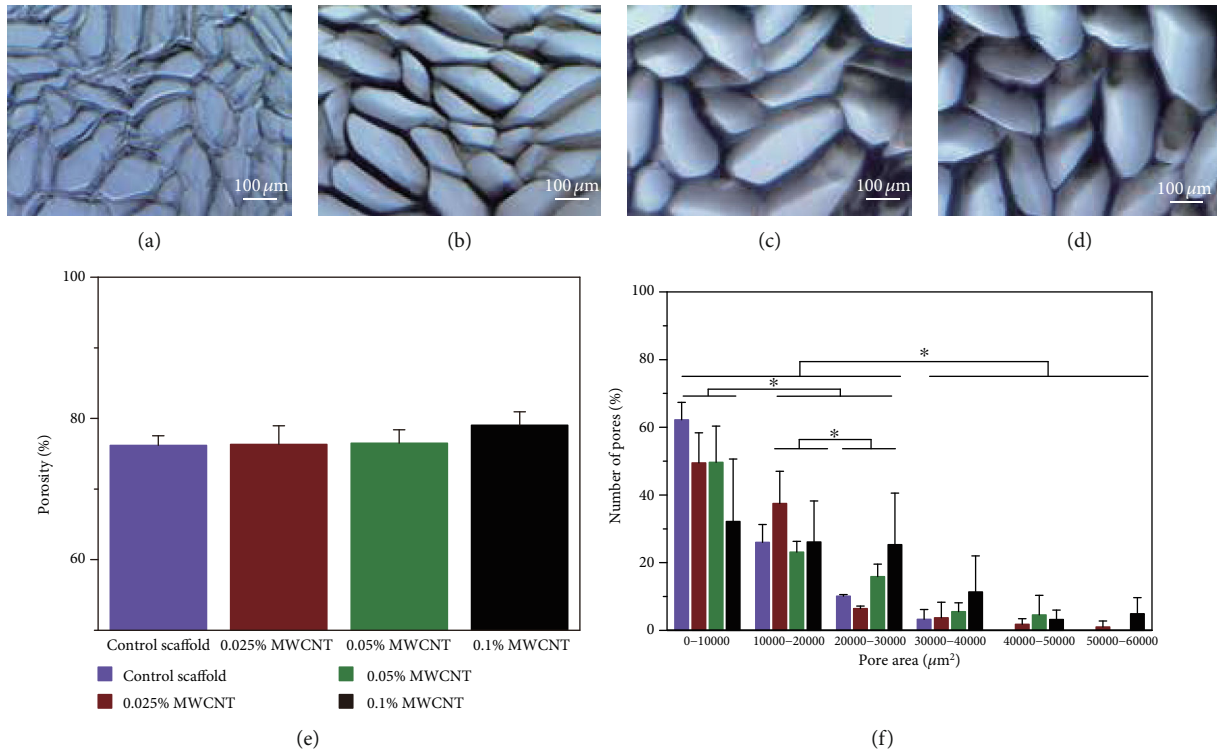 100 μm
100 μm
100 μm
100 μm
(a)
(b)
(c)
(d)
100
80
60
Porosity (%)
Control scaffold 0.025% MWCNT 0.05% MWCNT 0.1% MWCNT
Control scaffold
0.05% MWCNT
0.025% MWCNT
0.1% MWCNT
(e)
100
80
60
40
20
0
Number of pores (%)
*
*
*
0–10000 10000–20000 20000–30000 30000–40000 40000–50000 50000–60000
Pore area (μm²)
(f)